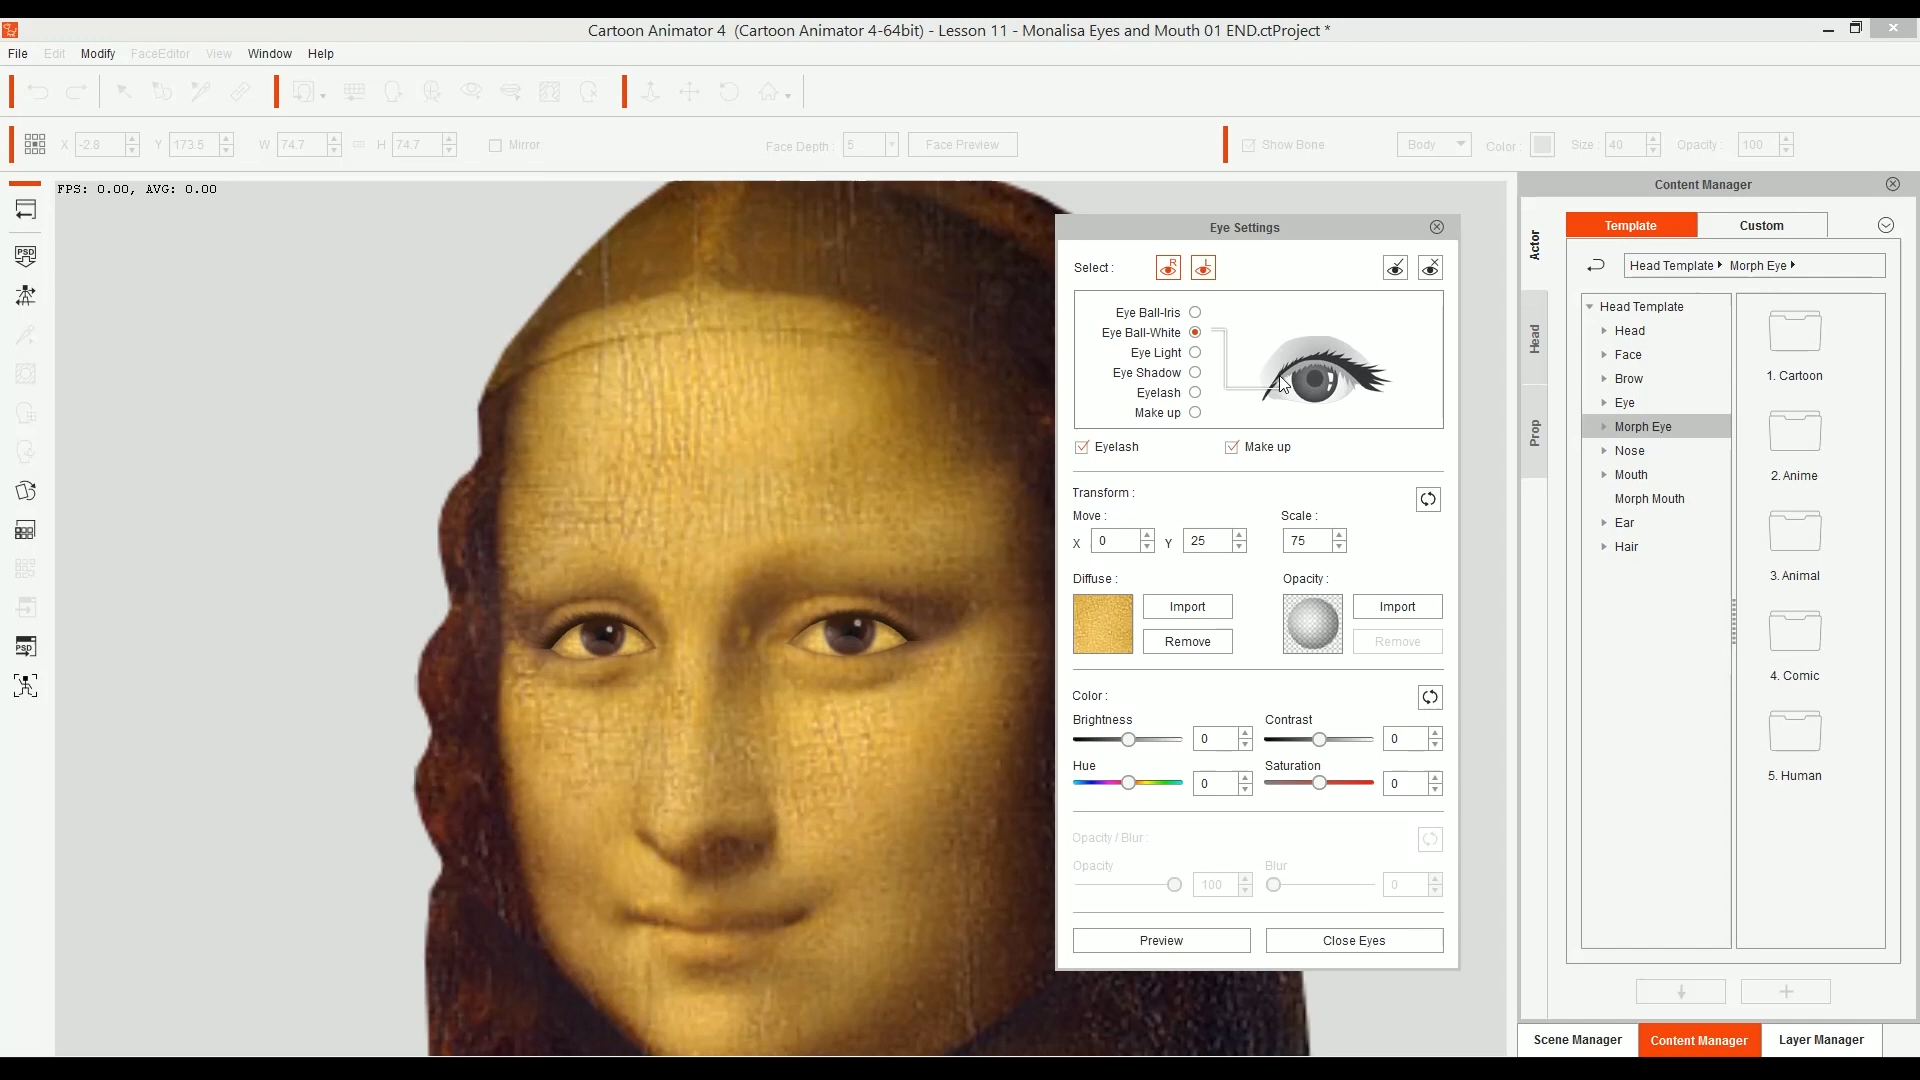 Cartoon Animator 4  (Cartoon Animator 4-64bit) - Lesson 11 - Monalisa Eyes and Mouth 01 END.ctProject *
File Edit Modify FaceEditor View Window Help
X -2.8 Y 173.5 W 74.7 H 74.7 Mirror Face Depth : 5 Face Preview Show Bone Body Color : Size : 40 Opacity : 100
FPS: 0.00, AVG: 0.00
PSD
PSD
Eye Settings
Select : R L
Eye Ball-Iris
Eye Ball-White
Eye Light
Eye Shadow
Eyelash
Make up
Eyelash Make up
Transform :
Move : Scale :
X 0 Y 25 75
Diffuse : Opacity :
Import Import
Remove Remove
Color :
Brightness Contrast
0 0
Hue Saturation
0 0
Opacity / Blur :
Opacity Blur
100 0
Preview Close Eyes
Content Manager
Actor
Head
Prop
Template Custom
Head Template Morph Eye
Head Template
Head
Face
Brow
Eye
Morph Eye
Nose
Mouth
Morph Mouth
Ear
Hair
1. Cartoon
2. Anime
3. Animal
4. Comic
5. Human
Scene Manager Content Manager Layer Manager